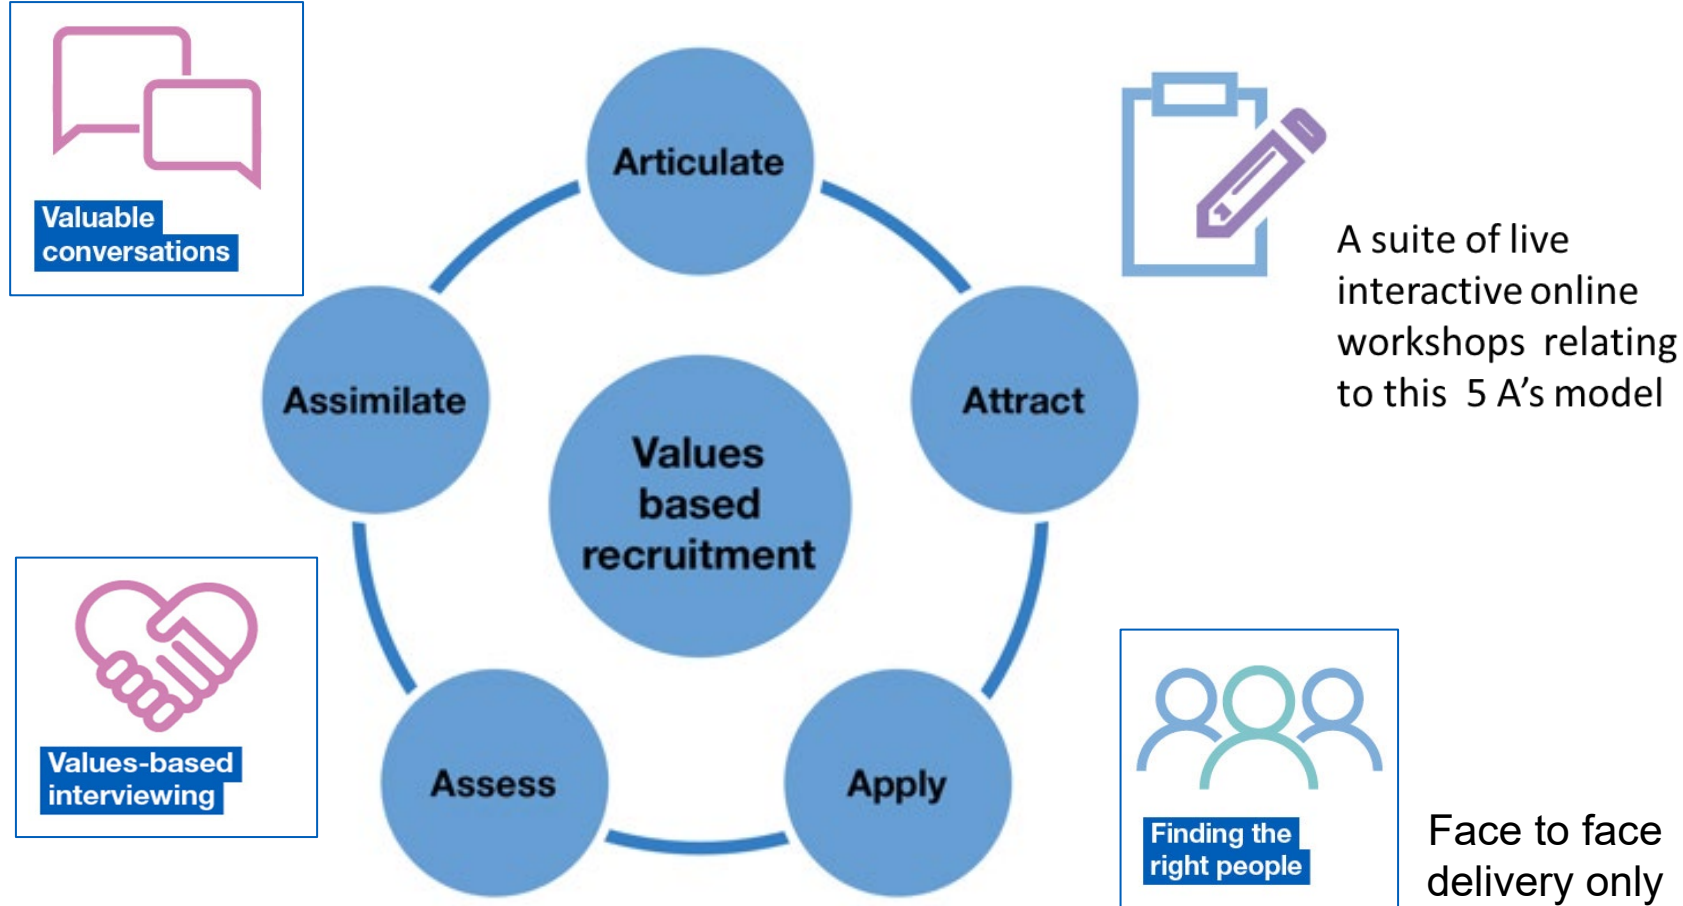 Valuable
conversations
Articulate
A suite of live
interactive online
workshops relating
to this 5 A's model
Assimilate
Attract
Values
based
recruitment
Values-based
interviewing
Assess
Apply
Finding the
right people
Face to face
delivery only